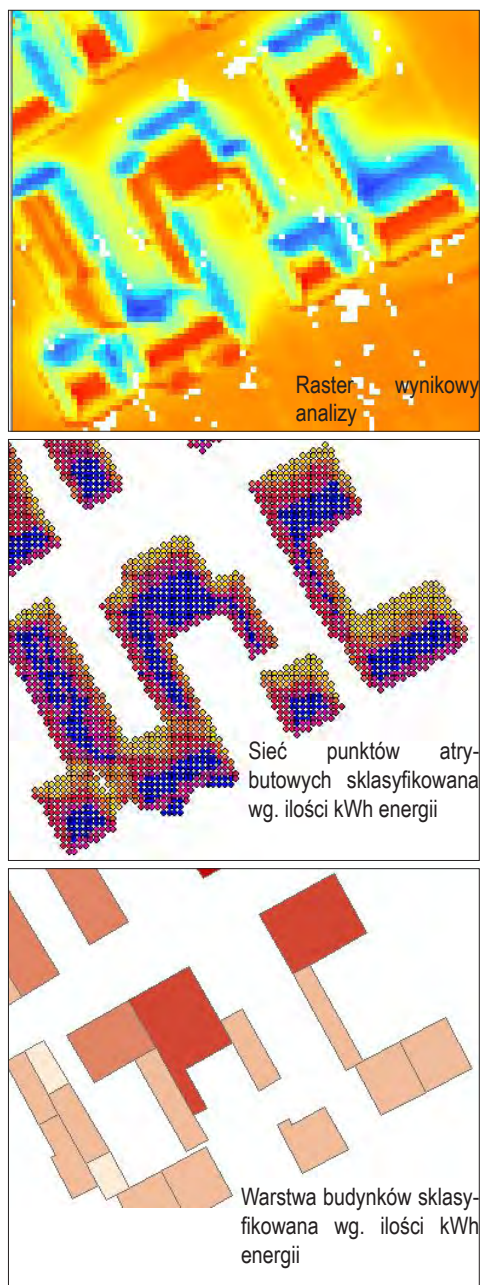 Raster wynikowy
analizy
Sieć punktów atry-
butowych sklasyfikowana
wg. ilości kWh energii
Warstwa budynków sklasy-
fikowana wg. ilości kWh
energii